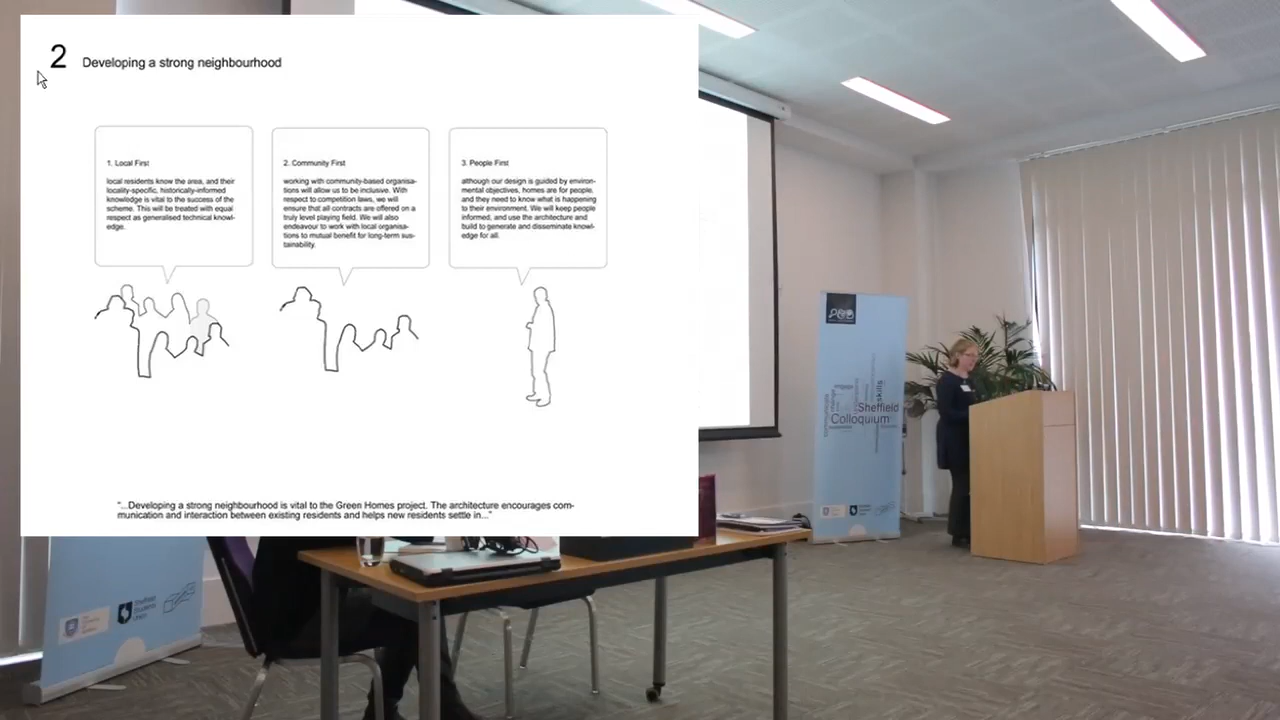 2 Developing a strong neighbourhood
1. Local First
local residents know the area, and their
locality-specific, historically-informed
knowledge is vital to the success of the
scheme. This will be treated with equal
respect as generalised technical knowl-
edge.
2. Community First
working with community-based organisa-
tions will allow us to be inclusive. With
respect to competition laws, we will
ensure that all contracts are offered on a
truly level playing field. We will also
endeavour to work with local organisa-
tions to mutual benefit for long-term sus-
tainability.
3. People First
although our design is guided by environ-
mental objectives, homes are for people,
and they need to know what is happening
to their environment. We will keep people
informed, and use the architecture and
build to generate and disseminate knowl-
edge for all.
"...Developing a strong neighbourhood is vital to the Green Homes project. The architecture encourages com-
munication and interaction between existing residents and helps new residents settle in..."
engage
skills
change
communicate
Sheffield
Colloquium
Sheffield
Students'
Union